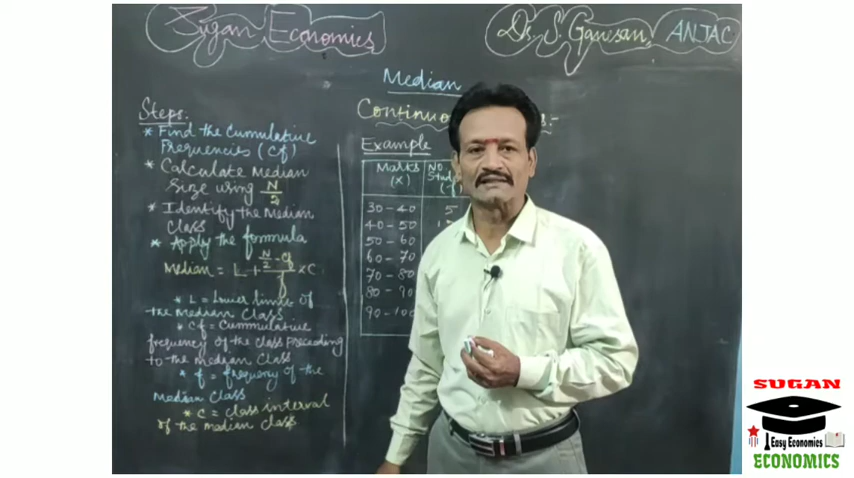 Sugan Economics
Dr. S. Ganesan, ANJAC
Median
Steps.
* Find the Cumulative
Frequencies (Cf)
* Calculate Median
Size using N/2
* Identify the Median
Class
* Apply the formula
Median = L + N/2 - Cf / f × C
* L = Lower limit of
the Median Class
* Cf = Cummulative
frequency of the class preceding
to the Median Class
* f = frequency of the
Median Class
* C = Class interval
of the Median Class
Example
Marks
(X)
30 - 40 5
40 - 50
50 - 60
60 - 70
70 - 80
80 - 90
90 - 100
SUGAN
Easy Economics
ECONOMICS